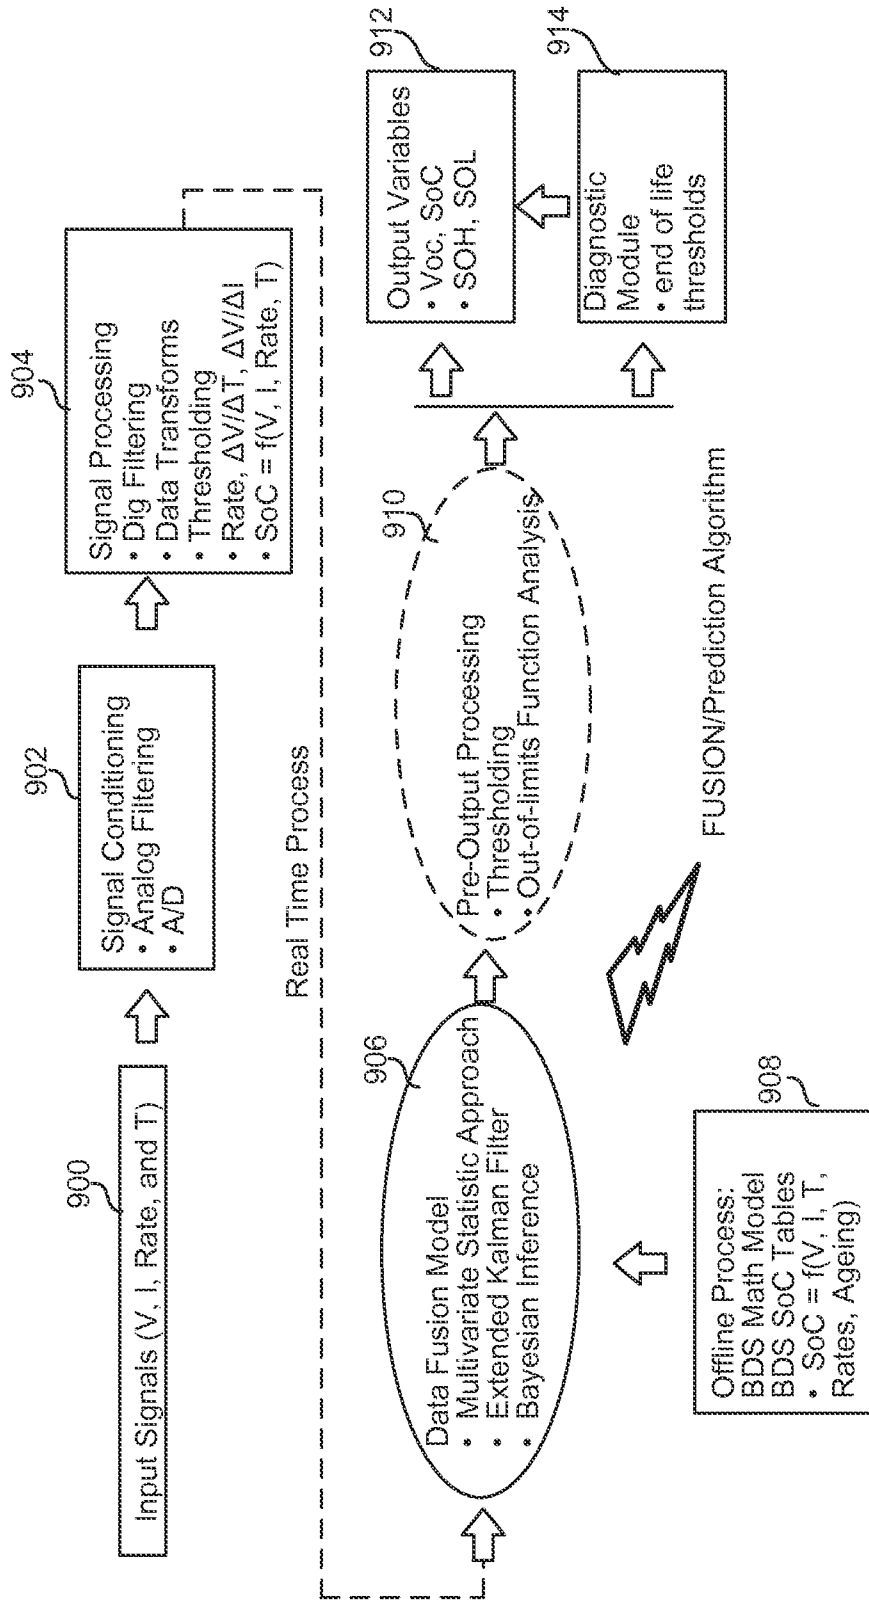 900
Input Signals (V, I, Rate, and T)
902
Signal Conditioning
• Analog Filtering
• A/D
904
Signal Processing
• Dig Filtering
• Data Transforms
• Thresholding
• Rate, ΔV/ΔT, ΔV/ΔI
• SoC = f(V, I, Rate, T)
Real Time Process
906
Data Fusion Model
• Multivariate Statistic Approach
• Extended Kalman Filter
• Bayesian Inference
908
Offline Process:
BDS Math Model
BDS SoC Tables
• SoC = f(V, I, T,
Rates, Ageing)
910
Pre-Output Processing
• Thresholding
• Out-of-limits Function Analysis
FUSION/Prediction Algorithm
912
Output Variables
• Voc, SoC
• SOH, SOL
914
Diagnostic
Module
• end of life
thresholds